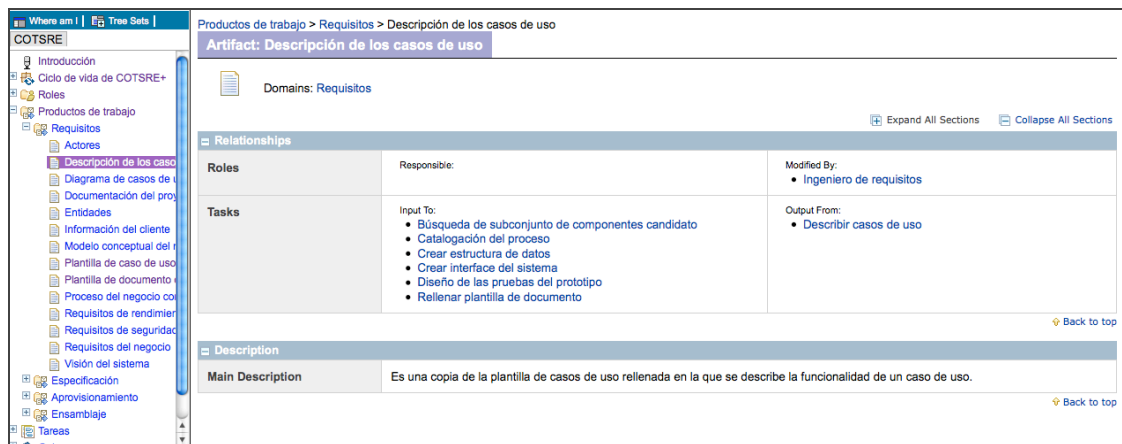 Where am I | Tree Sets |
COTSRE
Introducción
Ciclo de vida de COTSRE+
Roles
Productos de trabajo
Requisitos
Actores
Descripción de los caso
Diagrama de casos de u
Documentación del proy
Entidades
Información del cliente
Modelo conceptual del n
Plantilla de caso de uso
Plantilla de documento
Proceso del negocio co
Requisitos de rendimier
Requisitos de seguridad
Requisitos del negocio
Visión del sistema
Especificación
Aprovisionamiento
Ensamblaje
Tareas
Productos de trabajo > Requisitos > Descripción de los casos de uso
Artifact: Descripción de los casos de uso
Domains: Requisitos
Expand All Sections Collapse All Sections
Relationships
Roles
Responsible:
Modified By:
• Ingeniero de requisitos
Tasks
Input To:
• Búsqueda de subconjunto de componentes candidato
• Catalogación del proceso
• Crear estructura de datos
• Crear interface del sistema
• Diseño de las pruebas del prototipo
• Rellenar plantilla de documento
Output From:
• Describir casos de uso
Back to top
Description
Main Description
Es una copia de la plantilla de casos de uso rellenada en la que se describe la funcionalidad de un caso de uso.
Back to top